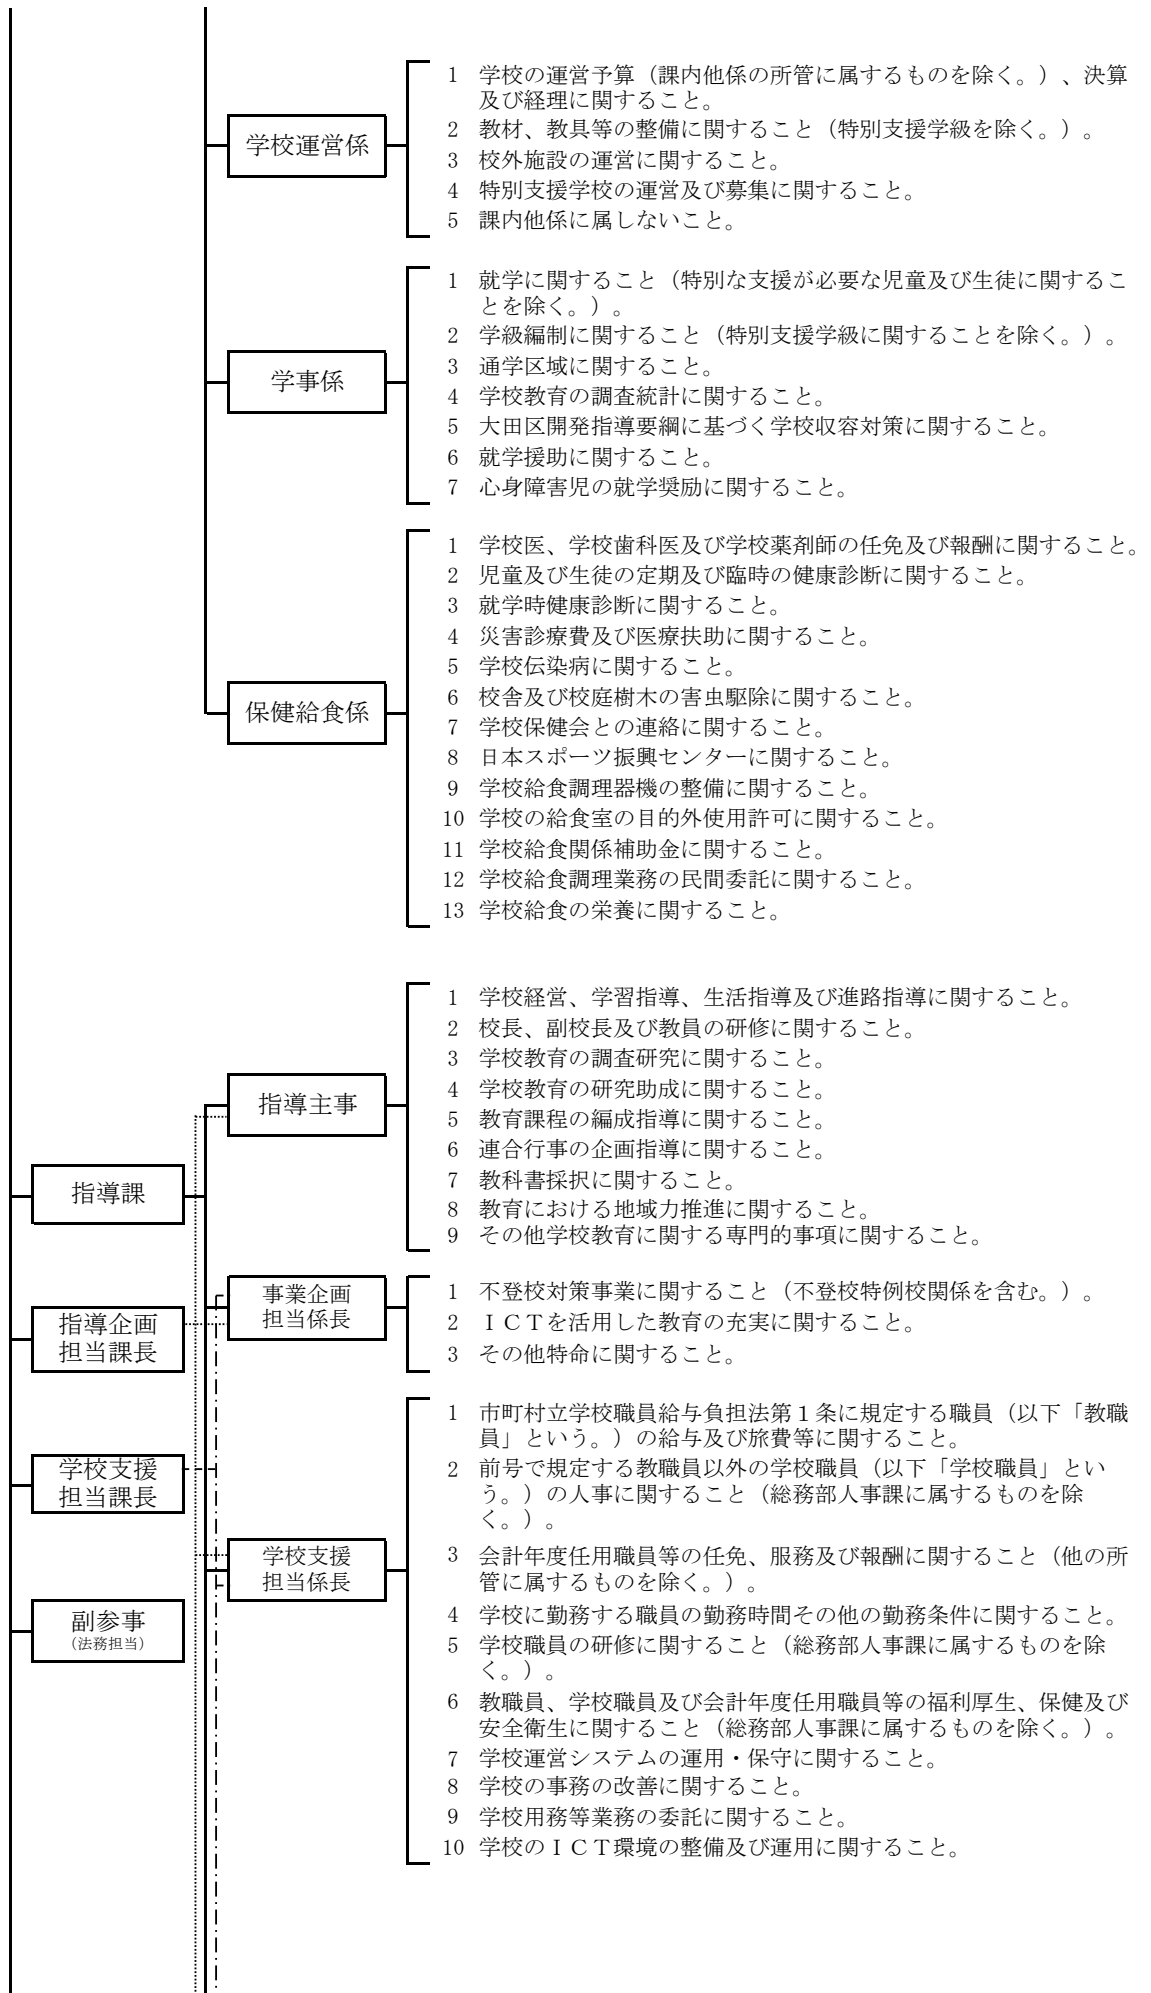 学校運営係
1 学校の運営予算（課内他係の所管に属するものを除く。）、決算
及び経理に関すること。
2 教材、教具等の整備に関すること（特別支援学級を除く。）。
3 校外施設の運営に関すること。
4 特別支援学校の運営及び募集に関すること。
5 課内他係に属しないこと。
学事係
1 就学に関すること（特別な支援が必要な児童及び生徒に関するこ
とを除く。）。
2 学級編制に関すること（特別支援学級に関することを除く。）。
3 通学区域に関すること。
4 学校教育の調査統計に関すること。
5 大田区開発指導要綱に基づく学校収容対策に関すること。
6 就学援助に関すること。
7 心身障害児の就学奨励に関すること。
保健給食係
1 学校医、学校歯科医及び学校薬剤師の任免及び報酬に関すること。
2 児童及び生徒の定期及び臨時の健康診断に関すること。
3 就学時健康診断に関すること。
4 災害診療費及び医療扶助に関すること。
5 学校伝染病に関すること。
6 校舎及び校庭樹木の害虫駆除に関すること。
7 学校保健会との連絡に関すること。
8 日本スポーツ振興センターに関すること。
9 学校給食調理器機の整備に関すること。
10 学校の給食室の目的外使用許可に関すること。
11 学校給食関係補助金に関すること。
12 学校給食調理業務の民間委託に関すること。
13 学校給食の栄養に関すること。
指導課
指導主事
1 学校経営、学習指導、生活指導及び進路指導に関すること。
2 校長、副校長及び教員の研修に関すること。
3 学校教育の調査研究に関すること。
4 学校教育の研究助成に関すること。
5 教育課程の編成指導に関すること。
6 連合行事の企画指導に関すること。
7 教科書採択に関すること。
8 教育における地域力推進に関すること。
9 その他学校教育に関する専門的事項に関すること。
指導企画
担当課長
事業企画
担当係長
1 不登校対策事業に関すること（不登校特例校関係を含む。）。
2 ＩＣＴを活用した教育の充実に関すること。
3 その他特命に関すること。
学校支援
担当課長
副参事
（法務担当）
学校支援
担当係長
1 市町村立学校職員給与負担法第１条に規定する職員（以下「教職
員」という。）の給与及び旅費等に関すること。
2 前号で規定する教職員以外の学校職員（以下「学校職員」とい
う。）の人事に関すること（総務部人事課に属するものを除
く。）。
3 会計年度任用職員等の任免、服務及び報酬に関すること（他の所
管に属するものを除く。）。
4 学校に勤務する職員の勤務時間その他の勤務条件に関すること。
5 学校職員の研修に関すること（総務部人事課に属するものを除
く。）。
6 教職員、学校職員及び会計年度任用職員等の福利厚生、保健及び
安全衛生に関すること（総務部人事課に属するものを除く。）。
7 学校運営システムの運用・保守に関すること。
8 学校の事務の改善に関すること。
9 学校用務等業務の委託に関すること。
10 学校のＩＣＴ環境の整備及び運用に関すること。